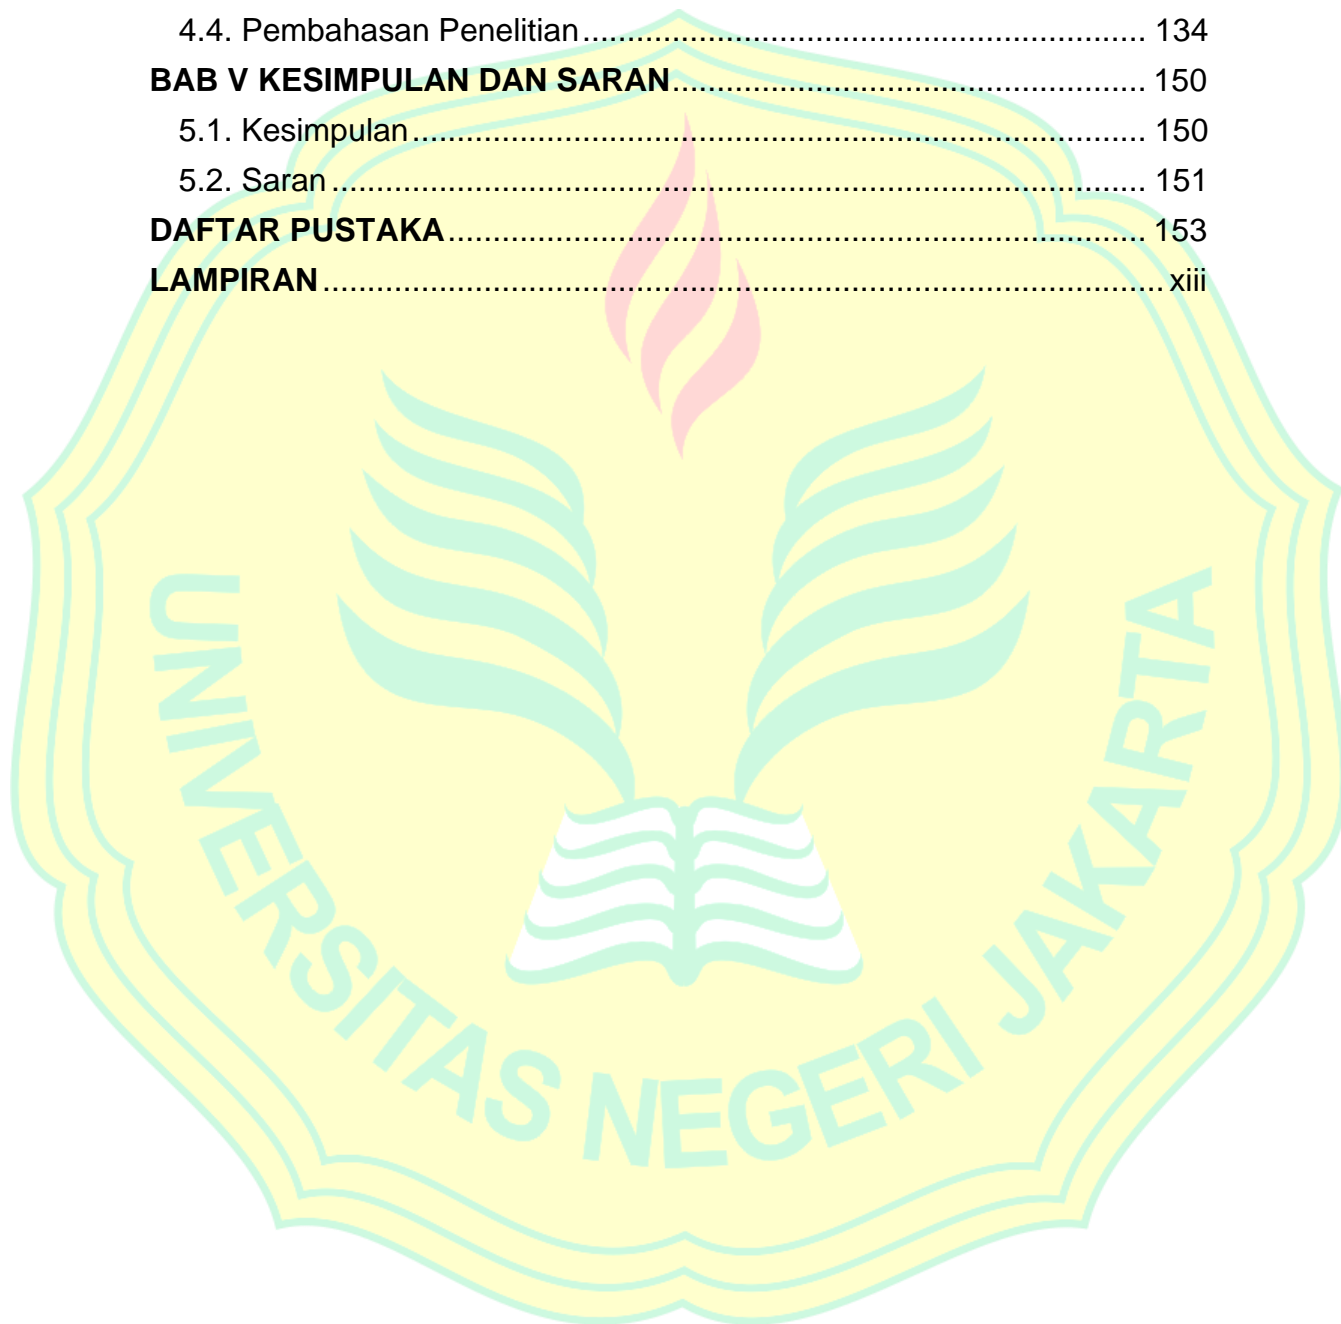 4.4. Pembahasan Penelitian............................................................... 134
BAB V KESIMPULAN DAN SARAN..................................................... 150
5.1. Kesimpulan.................................................................................. 150
5.2. Saran........................................................................................... 151
DAFTAR PUSTAKA.............................................................................. 153
LAMPIRAN.............................................................................................. xiii
UNIVERSITAS NEGERI JAKARTA